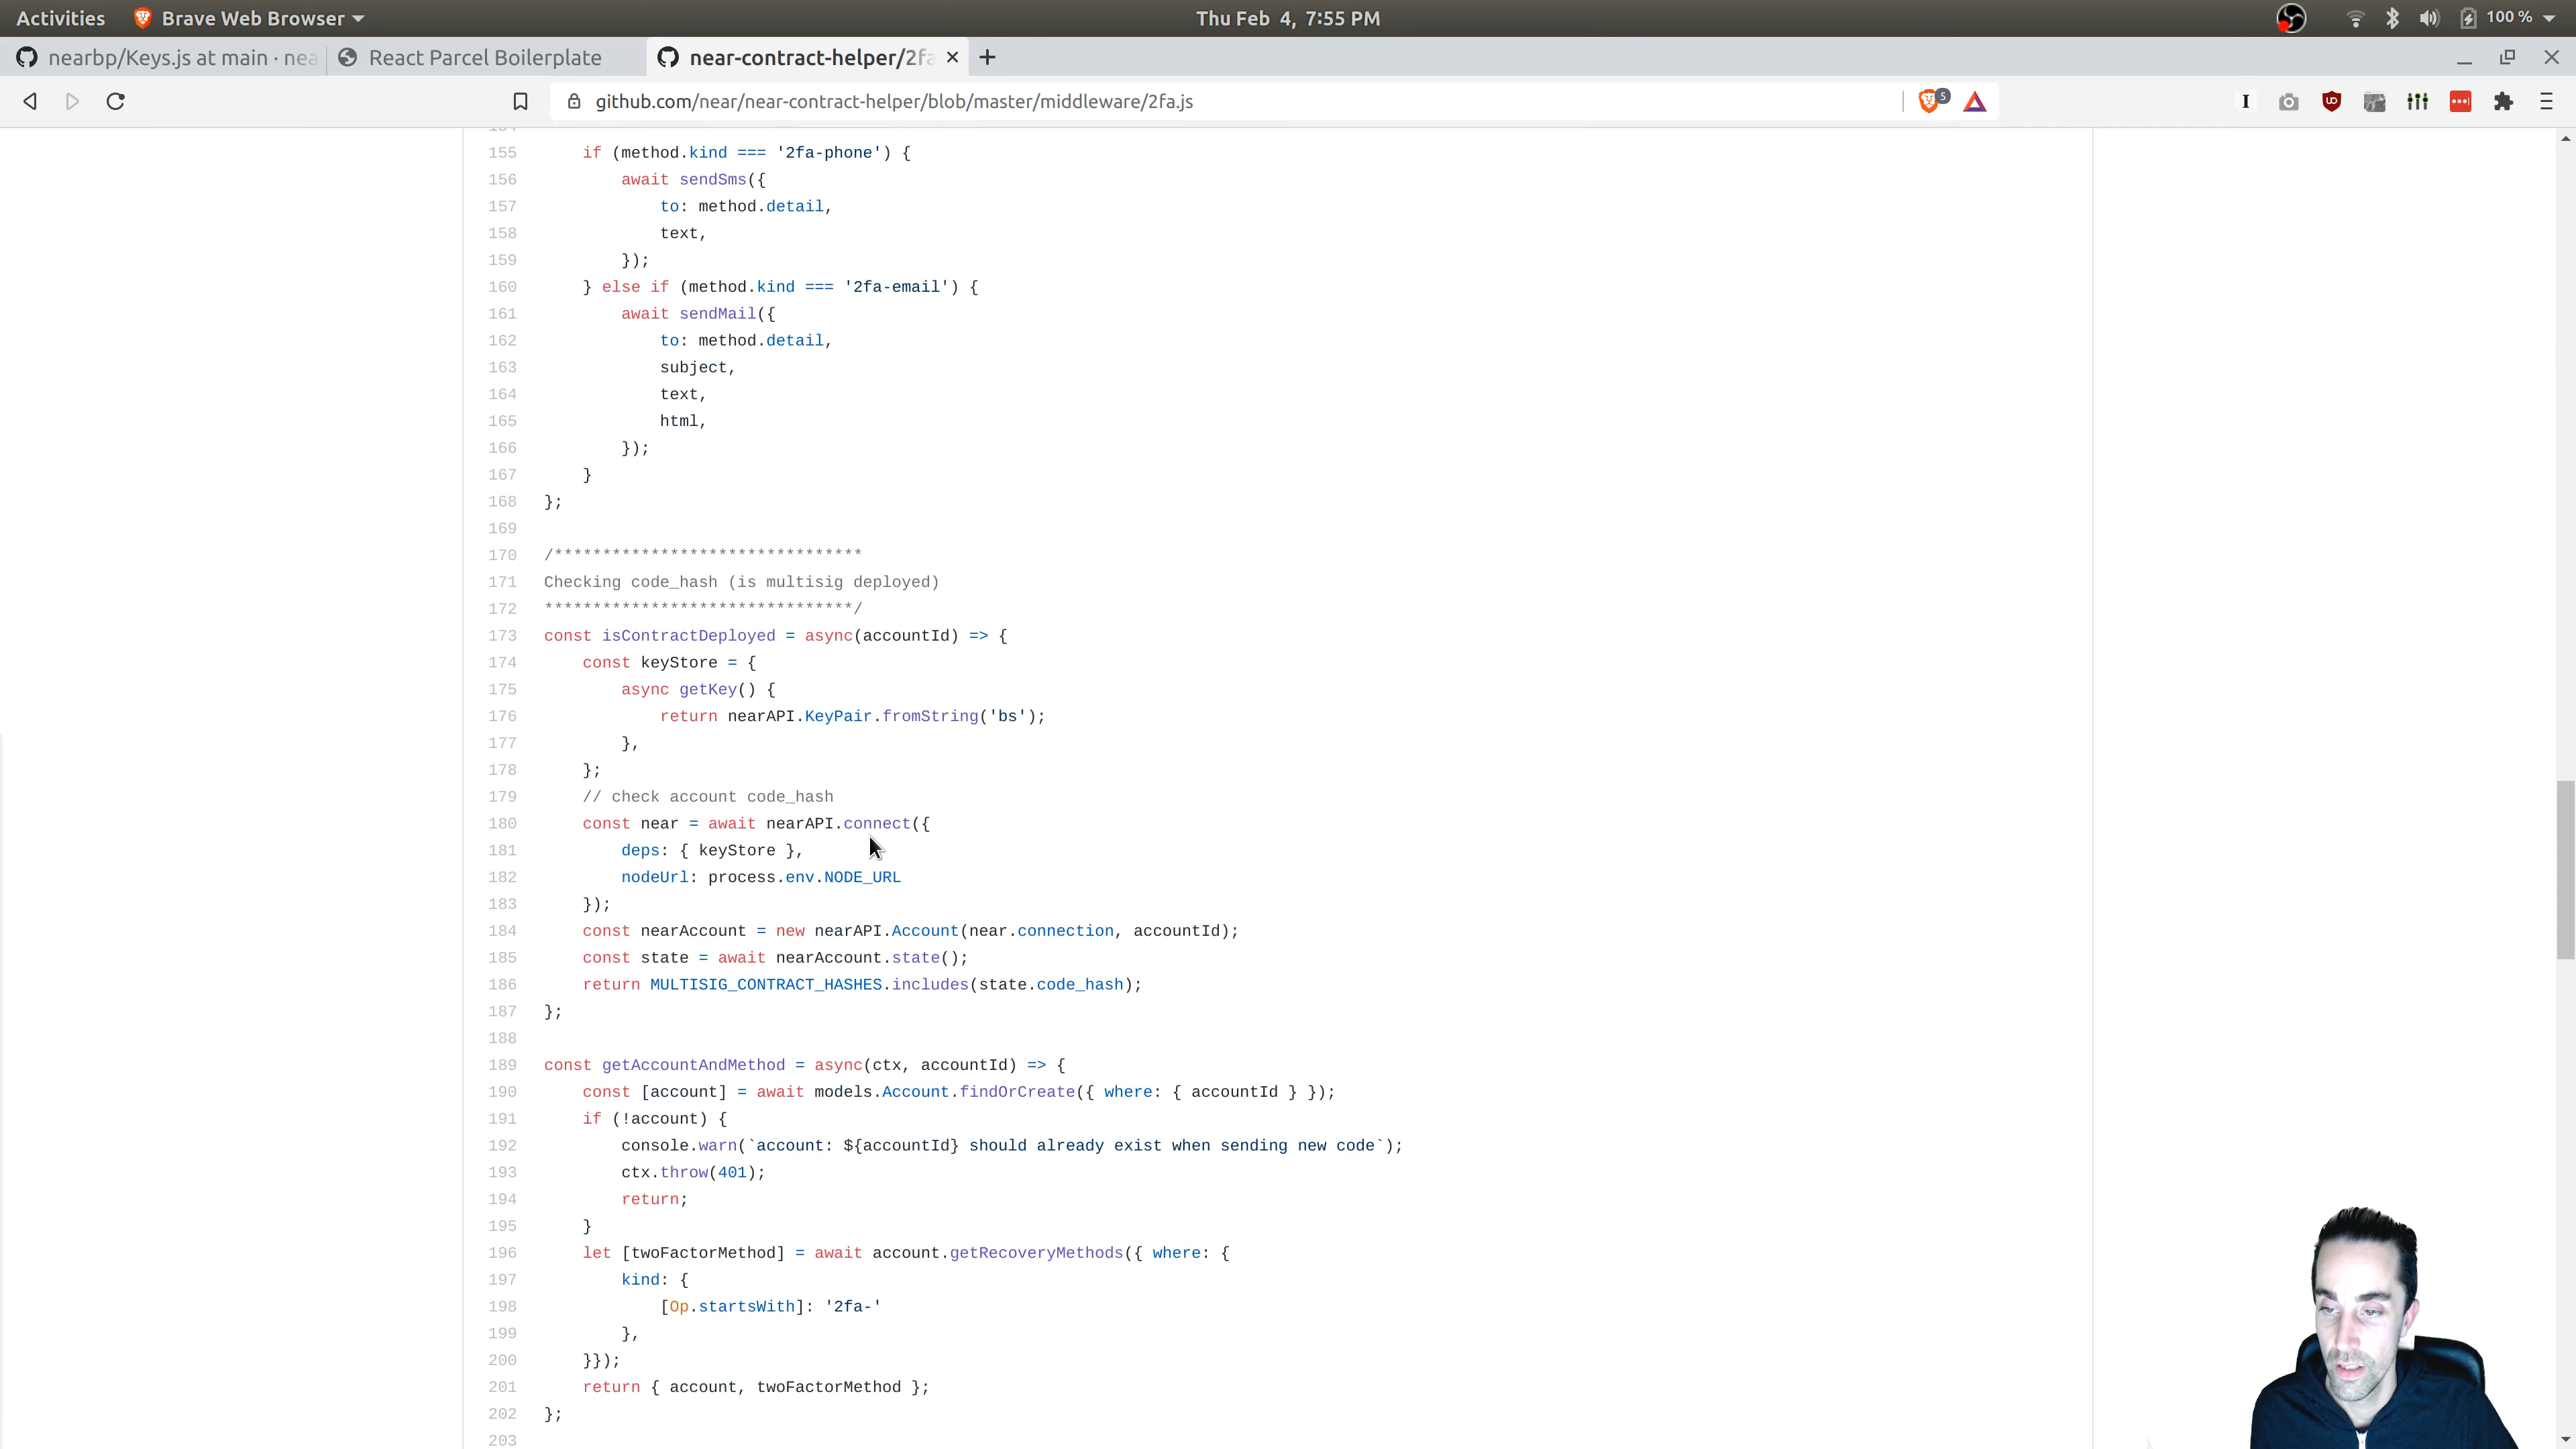 Activities
Brave Web Browser
Thu Feb 4, 7:55 PM
100 %
nearbp/Keys.js at main · nea
React Parcel Boilerplate
near-contract-helper/2fa
github.com/near/near-contract-helper/blob/master/middleware/2fa.js
5
155 if (method.kind === '2fa-phone') {
156 await sendSms({
157 to: method.detail,
158 text,
159 });
160 } else if (method.kind === '2fa-email') {
161 await sendMail({
162 to: method.detail,
163 subject,
164 text,
165 html,
166 });
167 }
168 };
169
170 /********************************
171 Checking code_hash (is multisig deployed)
172 ********************************/
173 const isContractDeployed = async(accountId) => {
174 const keyStore = {
175 async getKey() {
176 return nearAPI.KeyPair.fromString('bs');
177 },
178 };
179 // check account code_hash
180 const near = await nearAPI.connect({
181 deps: { keyStore },
182 nodeUrl: process.env.NODE_URL
183 });
184 const nearAccount = new nearAPI.Account(near.connection, accountId);
185 const state = await nearAccount.state();
186 return MULTISIG_CONTRACT_HASHES.includes(state.code_hash);
187 };
188
189 const getAccountAndMethod = async(ctx, accountId) => {
190 const [account] = await models.Account.findOrCreate({ where: { accountId } });
191 if (!account) {
192 console.warn(`account: ${accountId} should already exist when sending new code`);
193 ctx.throw(401);
194 return;
195 }
196 let [twoFactorMethod] = await account.getRecoveryMethods({ where: {
197 kind: {
198 [Op.startsWith]: '2fa-'
199 },
200 }});
201 return { account, twoFactorMethod };
202 };
203